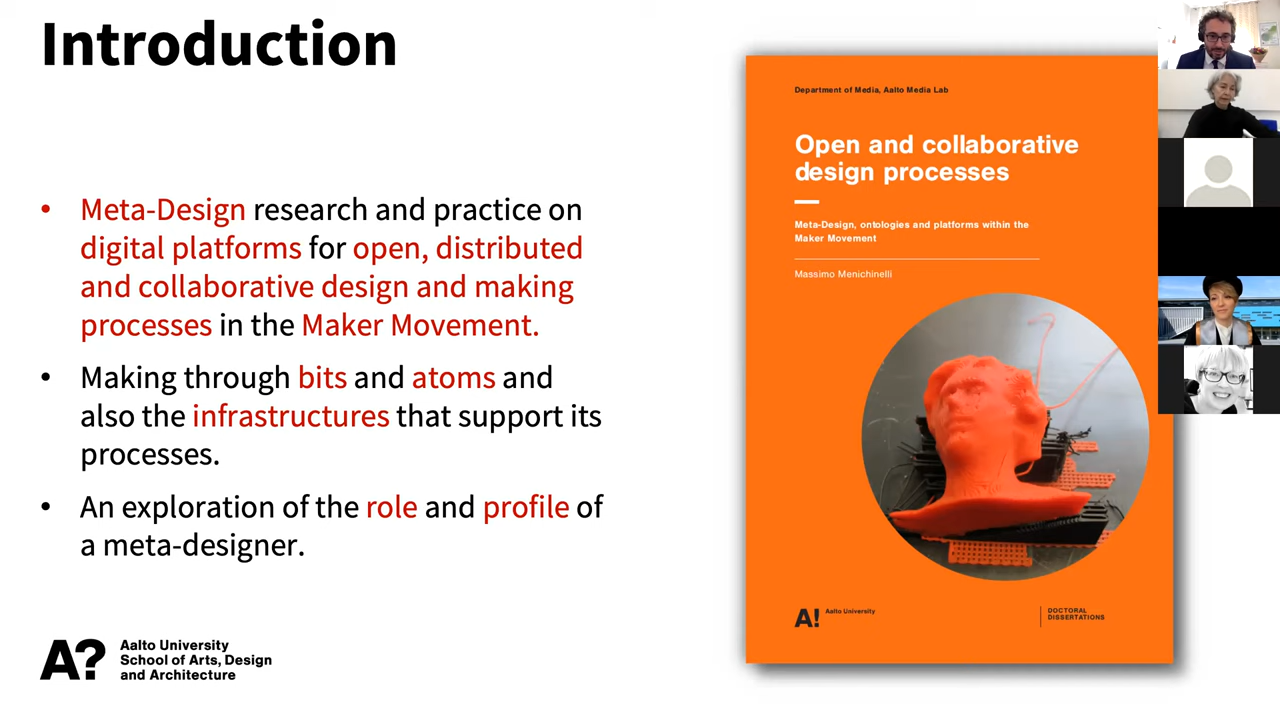 Introduction
• Meta-Design research and practice on
digital platforms for open, distributed
and collaborative design and making
processes in the Maker Movement.
• Making through bits and atoms and
also the infrastructures that support its
processes.
• An exploration of the role and profile of
a meta-designer.
A?
Aalto University
School of Arts, Design
and Architecture
Department of Media, Aalto Media Lab
Open and collaborative
design processes
Meta-Design, ontologies and platforms within the
Maker Movement
Massimo Menichinelli
A! Aalto University
DOCTORAL
DISSERTATIONS